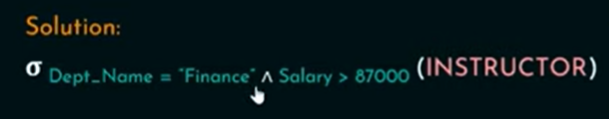 Solution:
σ Dept_Name = "Finance" ∧ Salary > 87000 (INSTRUCTOR)